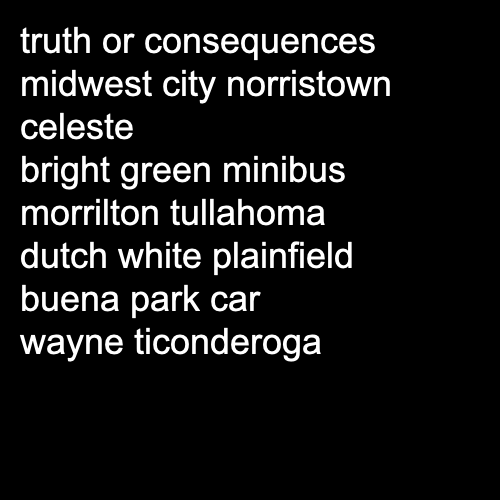 truth or consequences
midwest city norristown
celeste
bright green minibus
morrilton tullahoma
dutch white plainfield
buena park car
wayne ticonderoga